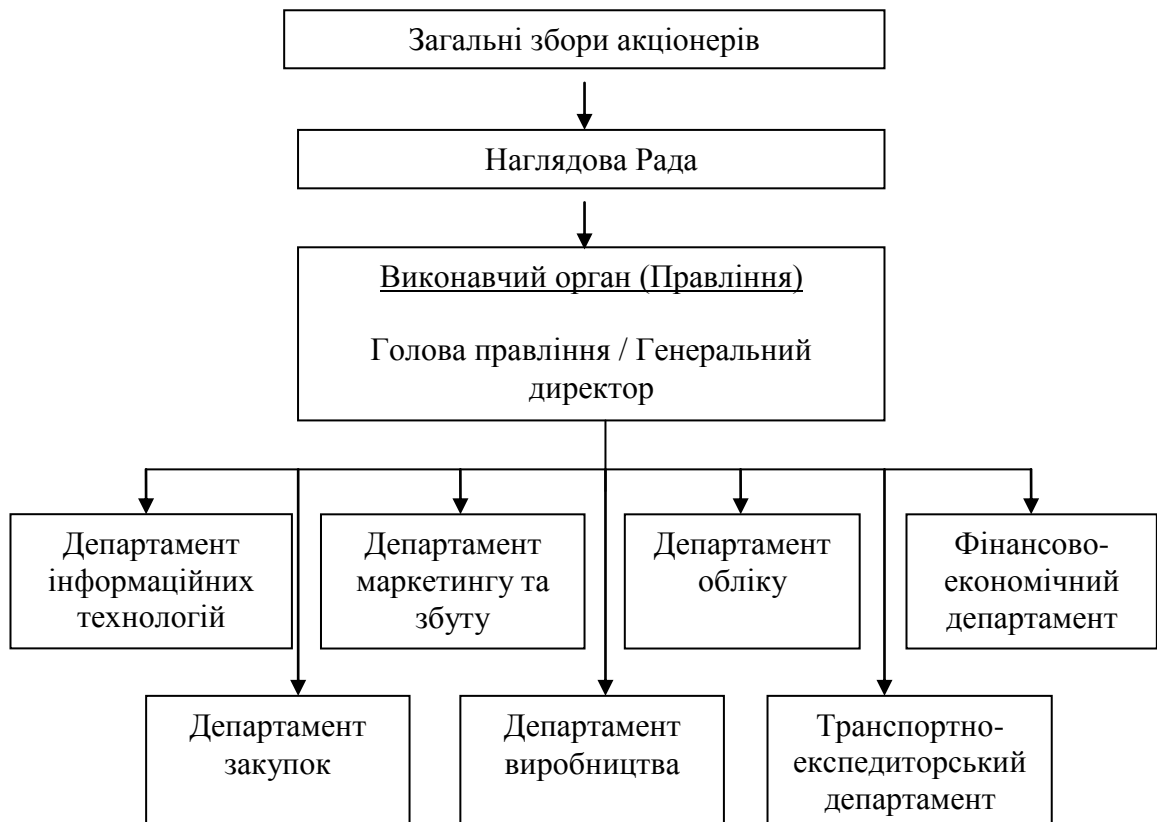 Загальні збори акціонерів
Наглядова Рада
Виконавчий орган (Правління)
Голова правління / Генеральний
директор
Департамент
інформаційних
технологій
Департамент
маркетингу та
збуту
Департамент
обліку
Фінансово-
економічний
департамент
Департамент
закупок
Департамент
виробництва
Транспортно-
експедиторський
департамент